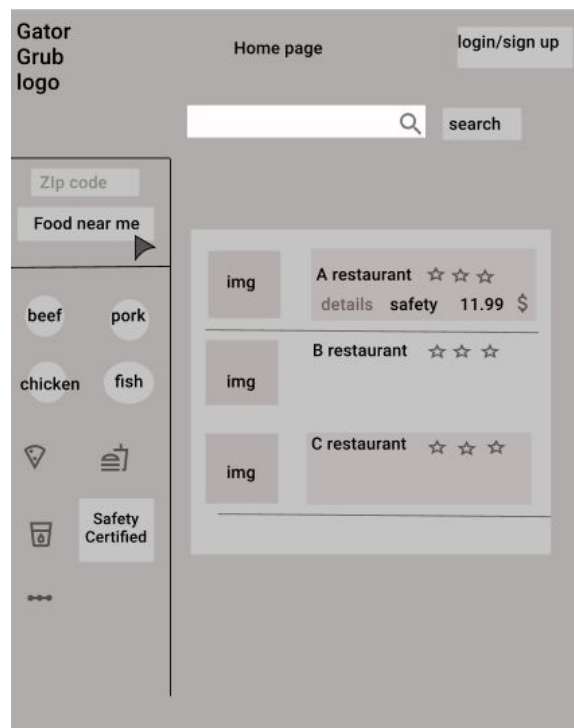 Gator
Grub
logo
Home page
login/sign up
search
ZIp code
Food near me
beef
pork
chicken
fish
Safety
Certified
img
A restaurant
details safety 11.99 $
img
B restaurant
img
C restaurant